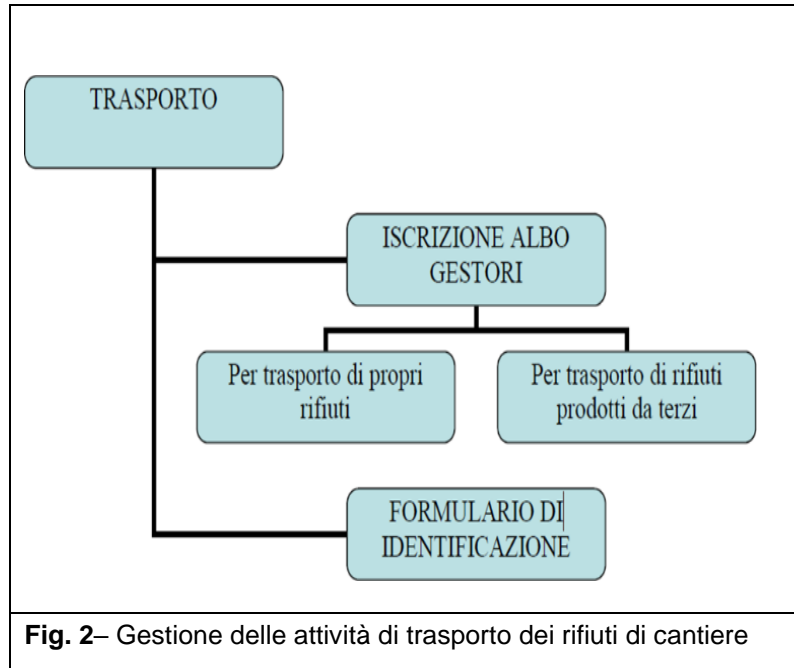 TRASPORTO
ISCRIZIONE ALBO
GESTORI
Per trasporto di propri
rifiuti
Per trasporto di rifiuti
prodotti da terzi
FORMULARIO DI
IDENTIFICAZIONE
Fig. 2– Gestione delle attività di trasporto dei rifiuti di cantiere